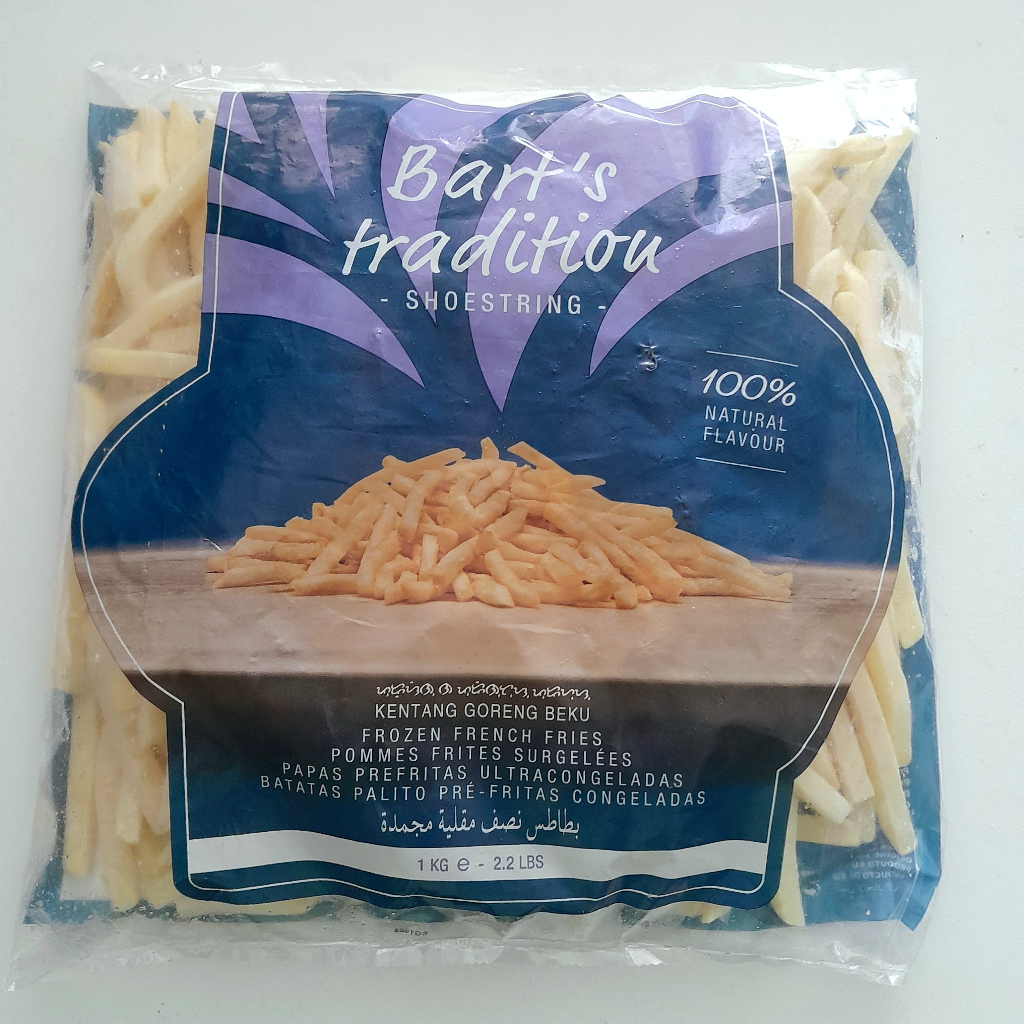 Bart's
tradition
- SHOESTRING -
100%
NATURAL
FLAVOUR
KENTANG GORENG BEKU
FROZEN FRENCH FRIES
POMMES FRITES SURGELÉES
PAPAS PREFRITAS ULTRACONGELADAS
BATATAS PALITO PRÉ-FRITAS CONGELADAS
بطاطس نصف مقلية مجمدة
1 KG e - 2.2 LBS